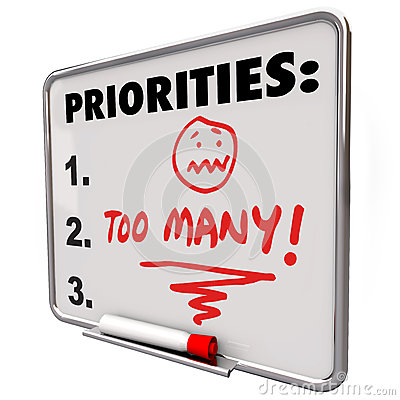 PRIORITIES:
1.
2. TOO MANY!
3.
dreamstime.com